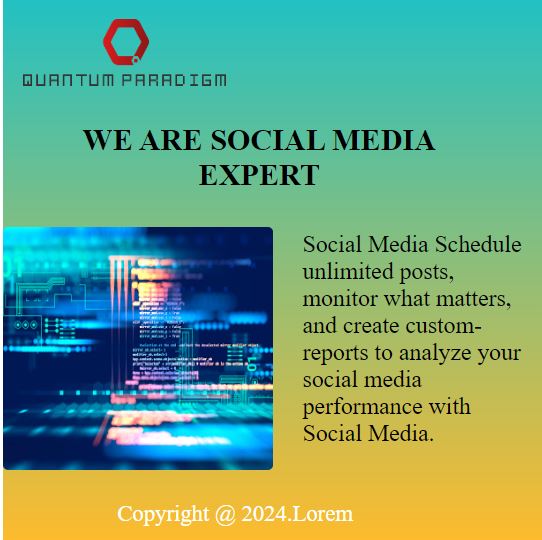 QUANTUM PARADIGM
WE ARE SOCIAL MEDIA
EXPERT
Social Media Schedule
unlimited posts,
monitor what matters,
and create custom-
reports to analyze your
social media
performance with
Social Media.
Copyright @ 2024.Lorem